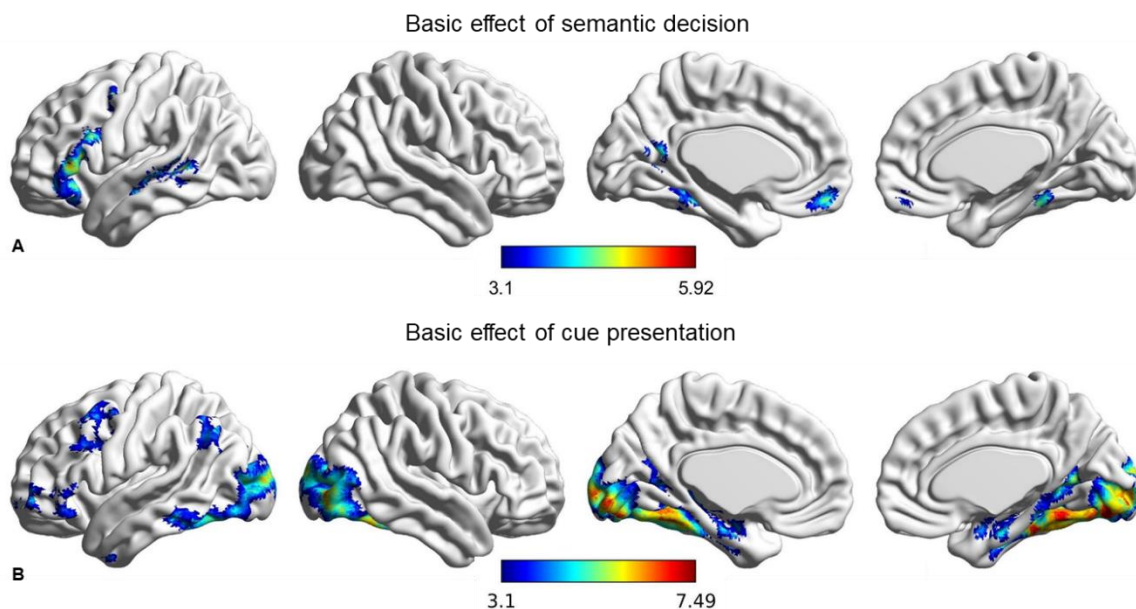 Basic effect of semantic decision
A
3.1 5.92
Basic effect of cue presentation
B
3.1 7.49